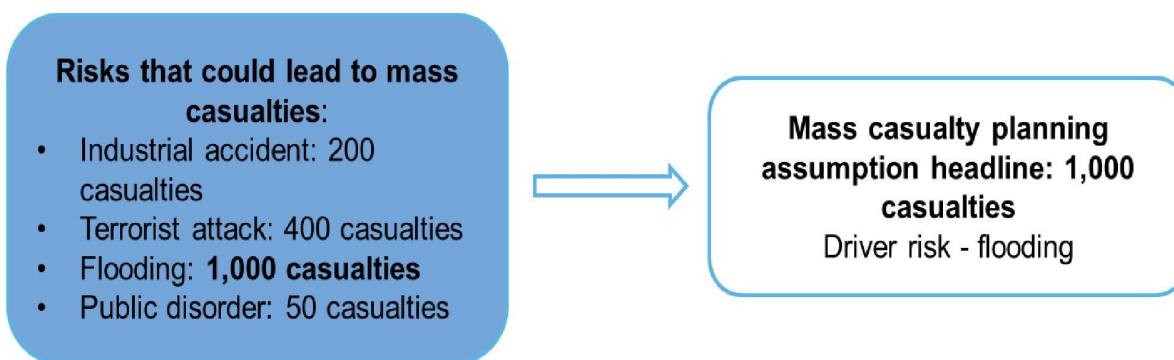 Risks that could lead to mass
casualties:
• Industrial accident: 200
casualties
• Terrorist attack: 400 casualties
• Flooding: 1,000 casualties
• Public disorder: 50 casualties
Mass casualty planning
assumption headline: 1,000
casualties
Driver risk - flooding